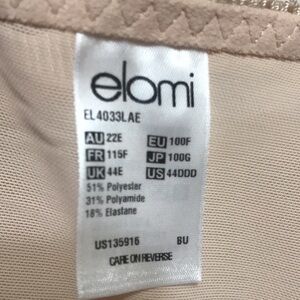 elomi
EL4033LAE
AU 22E EU 100F
FR 115F JP 100G
UK 44E US 44DDD
51% Polyester
31% Polyamide
18% Elastane
US135916 BU
CARE ON REVERSE